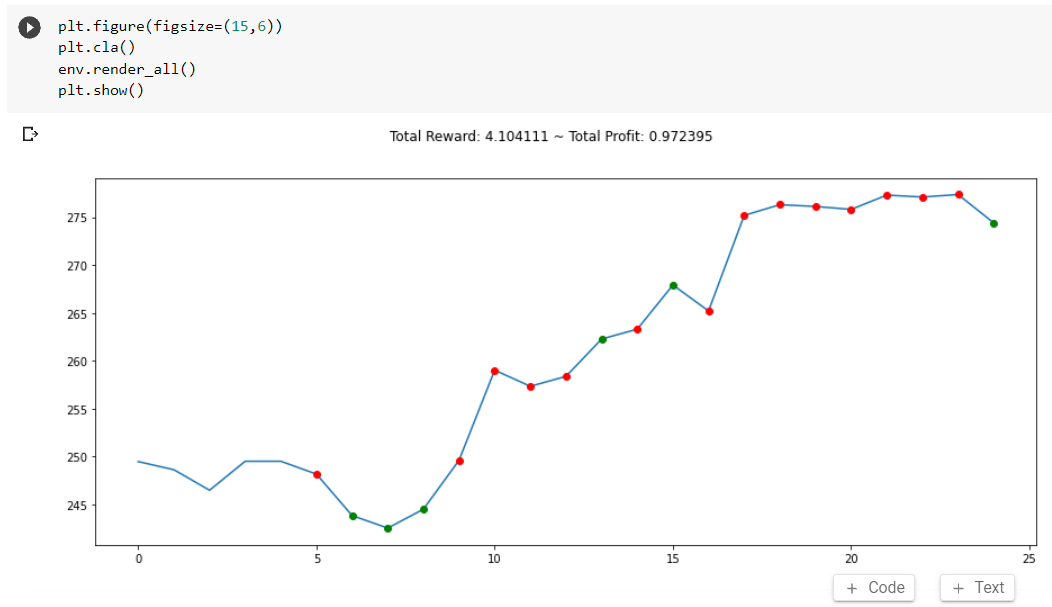 plt.figure(figsize=(15,6))
plt.cla()
env.render_all()
plt.show()
Total Reward: 4.104111 ~ Total Profit: 0.972395
275
270
265
260
255
250
245
0 5 10 15 20 25
+ Code + Text